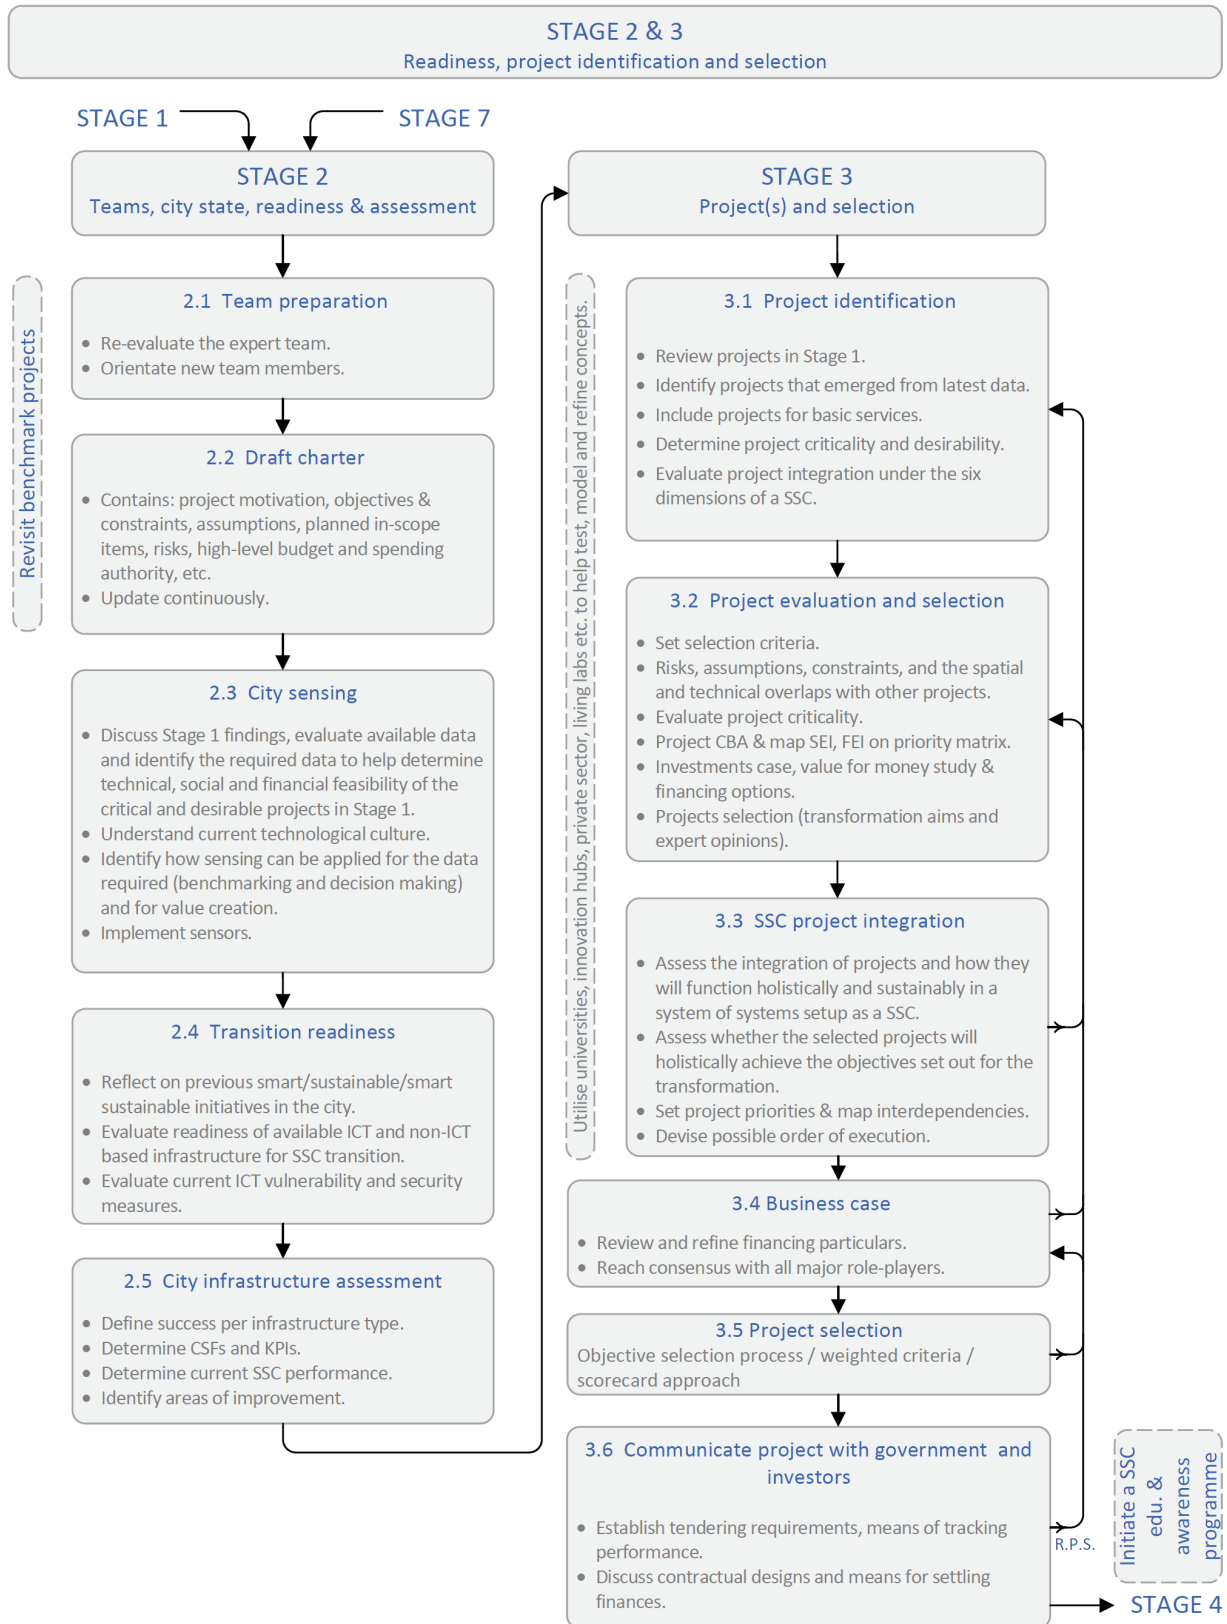 STAGE 2 & 3
Readiness, project identification and selection
STAGE 1
STAGE 7
STAGE 2
Teams, city state, readiness & assessment
Revisit benchmark projects
2.1 Team preparation
• Re-evaluate the expert team.
• Orientate new team members.
2.2 Draft charter
• Contains: project motivation, objectives &
constraints, assumptions, planned in-scope
items, risks, high-level budget and spending
authority, etc.
• Update continuously.
2.3 City sensing
• Discuss Stage 1 findings, evaluate available data
and identify the required data to help determine
technical, social and financial feasibility of the
critical and desirable projects in Stage 1.
• Understand current technological culture.
• Identify how sensing can be applied for the data
required (benchmarking and decision making)
and for value creation.
• Implement sensors.
2.4 Transition readiness
• Reflect on previous smart/sustainable/smart
sustainable initiatives in the city.
• Evaluate readiness of available ICT and non-ICT
based infrastructure for SSC transition.
• Evaluate current ICT vulnerability and security
measures.
2.5 City infrastructure assessment
• Define success per infrastructure type.
• Determine CSFs and KPIs.
• Determine current SSC performance.
• Identify areas of improvement.
STAGE 3
Project(s) and selection
Utilise universities, innovation hubs, private sector, living labs etc. to help test, model and refine concepts.
3.1 Project identification
• Review projects in Stage 1.
• Identify projects that emerged from latest data.
• Include projects for basic services.
• Determine project criticality and desirability.
• Evaluate project integration under the six
dimensions of a SSC.
3.2 Project evaluation and selection
• Set selection criteria.
• Risks, assumptions, constraints, and the spatial
and technical overlaps with other projects.
• Evaluate project criticality.
• Project CBA & map SEI, FEI on priority matrix.
• Investments case, value for money study &
financing options.
• Projects selection (transformation aims and
expert opinions).
3.3 SSC project integration
• Assess the integration of projects and how they
will function holistically and sustainably in a
system of systems setup as a SSC.
• Assess whether the selected projects will
holistically achieve the objectives set out for the
transformation.
• Set project priorities & map interdependencies.
• Devise possible order of execution.
3.4 Business case
• Review and refine financing particulars.
• Reach consensus with all major role-players.
3.5 Project selection
Objective selection process / weighted criteria /
scorecard approach
3.6 Communicate project with government and
investors
• Establish tendering requirements, means of tracking
performance.
• Discuss contractual designs and means for settling
finances.
R.P.S.
Initiate a SSC
edu. &
awareness
programme
STAGE 4